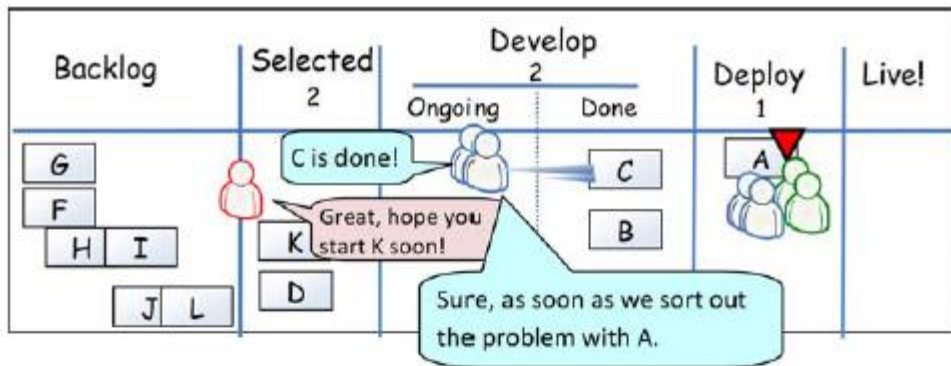 Backlog
Selected
2
Develop
2
Ongoing
Done
Deploy
1
Live!
G
F
H
I
J
L
C is done!
Great, hope you
start K soon!
K
D
C
B
A
Sure, as soon as we sort out
the problem with A.